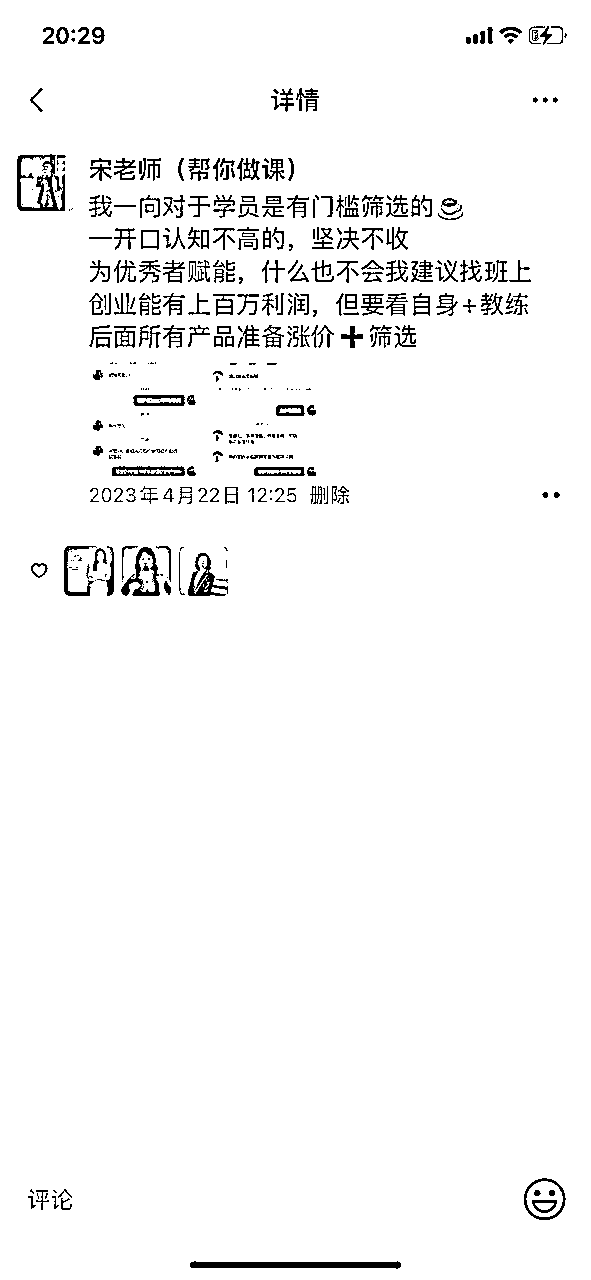 20:29
详情
宋老师（帮你做课）
我一向对于学员是有门槛筛选的☕
一开口认知不高的，坚决不收
为优秀者赋能，什么也不会我建议找班上
创业能有上百万利润，但要看自身+教练
后面所有产品准备涨价➕筛选
2023年4月22日 12:25 删除
评论